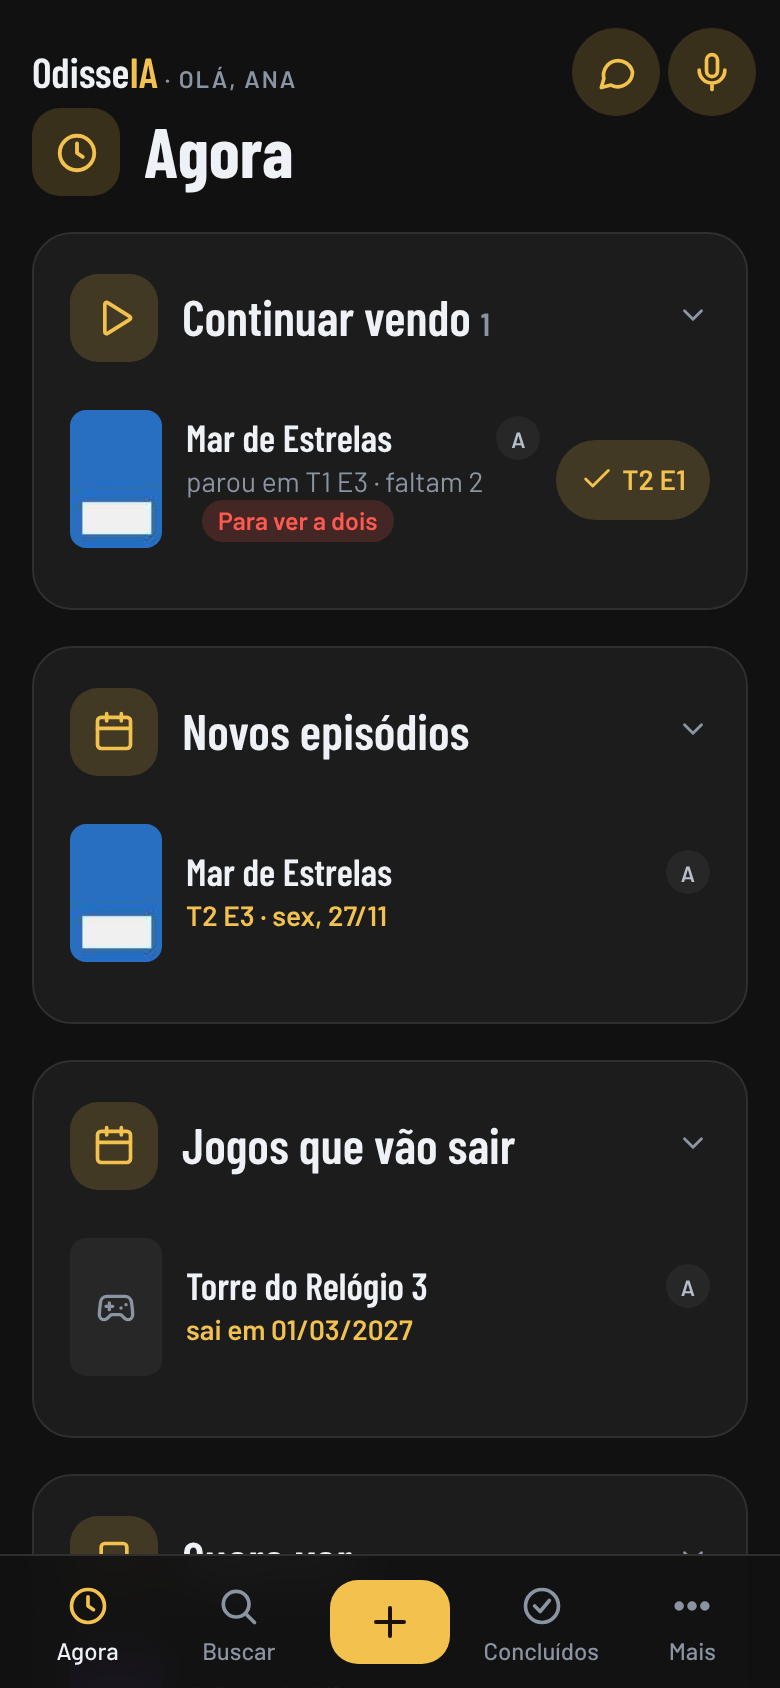 OdisseIA · OLÁ, ANA
Agora
Continuar vendo 1
Mar de Estrelas
A
parou em T1 E3 · faltam 2
Para ver a dois
T2 E1
Novos episódios
Mar de Estrelas
A
T2 E3 · sex, 27/11
Jogos que vão sair
Torre do Relógio 3
A
sai em 01/03/2027
Agora
Buscar
Concluídos
Mais